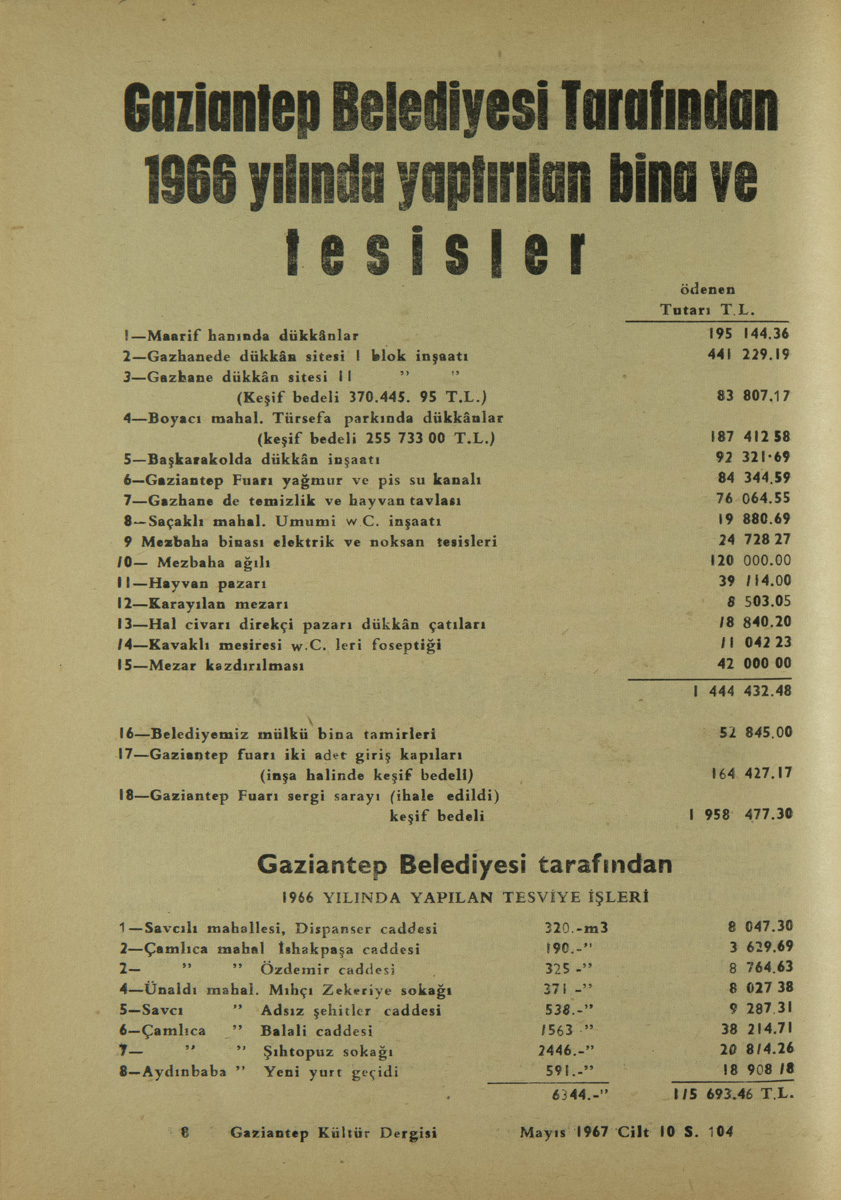 Gaziantep Belediyesi Tarafından
1966 yılında yaptırılan bina ve
tesisler
ödenen
Tutarı T.L.
1—Maarif hanında dükkânlar 195 144.36
2—Gazhanede dükkân sitesi I blok inşaatı 441 229.19
3—Gazhane dükkân sitesi II ” ”
(Keşif bedeli 370.445. 95 T.L.) 83 807.17
4—Boyacı mahal. Türsefa parkında dükkânlar
(keşif bedeli 255 733 00 T.L.) 187 412 58
5—Başkarakolda dükkân inşaatı 92 321.69
6—Gaziantep Fuarı yağmur ve pis su kanalı 84 344.59
7—Gazhane de temizlik ve hayvan tavlası 76 064.55
8—Saçaklı mahal. Umumi w C. inşaatı 19 880.69
9 Mezbaha binası elektrik ve noksan tesisleri 24 728 27
10— Mezbaha ağılı 120 000.00
11—Hayvan pazarı 39 114.00
12—Karayılan mezarı 8 503.05
13—Hal civarı direkçi pazarı dükkân çatıları 18 840.20
14—Kavaklı mesiresi w.C. leri foseptiği 11 042 23
15—Mezar kazdırılması 42 000 00
1 444 432.48
16—Belediyemiz mülkü bina tamirleri 52 845.00
17—Gaziantep fuarı iki adet giriş kapıları
(inşa halinde keşif bedeli) 164 427.17
18—Gaziantep Fuarı sergi sarayı (ihale edildi)
keşif bedeli 1 958 477.30
Gaziantep Belediyesi tarafından
1966 YILINDA YAPILAN TESVİYE İŞLERİ
1—Savcılı mahallesi, Dispanser caddesi 320.-m3 8 047.30
2—Çamlıca mahal İshakpaşa caddesi 190.-” 3 629.69
2— ” ” Özdemir caddesi 325 -” 8 764.63
4—Ünaldı mahal. Mıhçı Zekeriye sokağı 371 -” 8 027 38
5—Savcı ” Adsız şehitler caddesi 538.-” 9 287 31
6—Çamlıca ” Balali caddesi 1563 ” 38 214.71
7— ” ” Şıhtopuz sokağı 2446.-” 20 814.26
8—Aydınbaba ” Yeni yurt geçidi 591.-” 18 908 18
6344.-” 115 693.46 T.L.
8 Gaziantep Kültür Dergisi Mayıs 1967 Cilt 10 S. 104